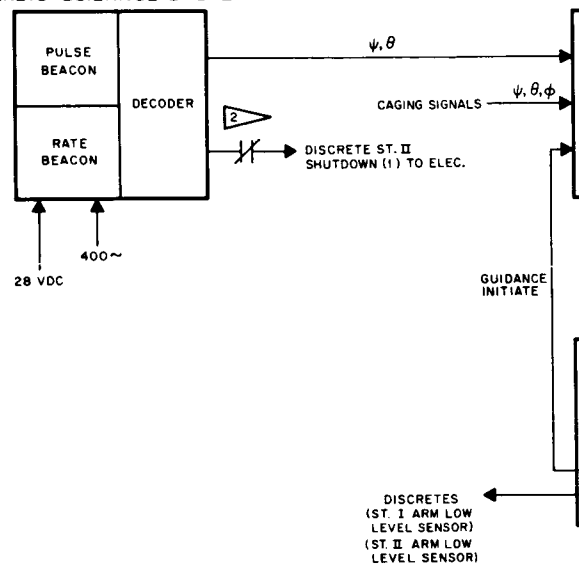 PULSE
BEACON
DECODER
RATE
BEACON
28 VDC
400~
ψ, θ
CAGING SIGNALS
ψ, θ, φ
2
DISCRETE ST. II
SHUTDOWN (1) TO ELEC.
GUIDANCE
INITIATE
DISCRETES
(ST. I ARM LOW
LEVEL SENSOR)
(ST. II ARM LOW
LEVEL SENSOR)